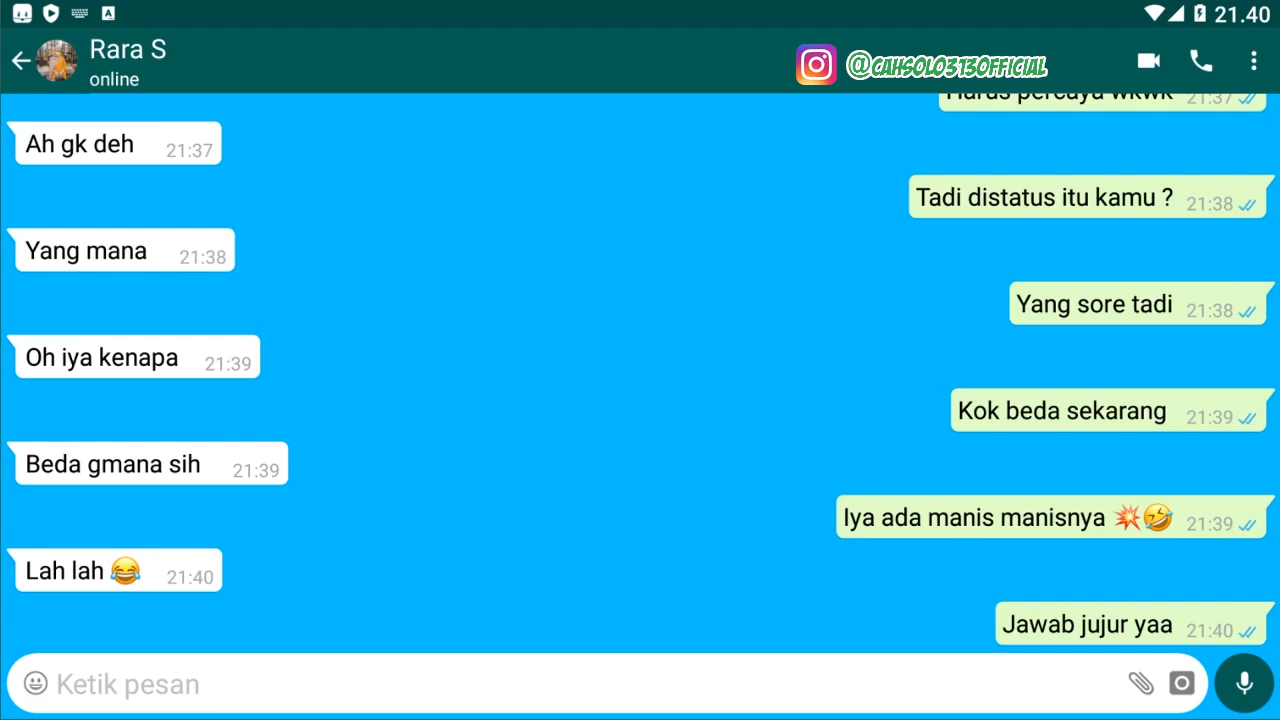 21.40
Rara S
online
@CAHSOLO313OFFICIAL
Harus percaya wkwk 21:37
Ah gk deh 21:37
Tadi distatus itu kamu ? 21:38
Yang mana 21:38
Yang sore tadi 21:38
Oh iya kenapa 21:39
Kok beda sekarang 21:39
Beda gmana sih 21:39
Iya ada manis manisnya 💥🤣 21:39
Lah lah 😂 21:40
Jawab jujur yaa 21:40
Ketik pesan